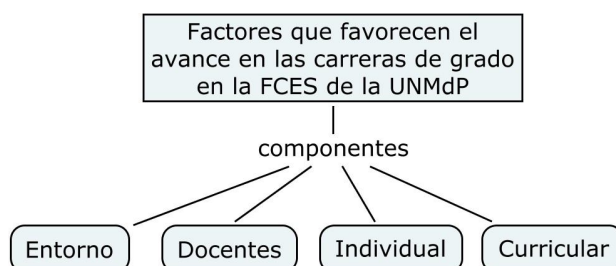 Factores que favorecen el
avance en las carreras de grado
en la FCES de la UNMdP
componentes
Entorno
Docentes
Individual
Curricular